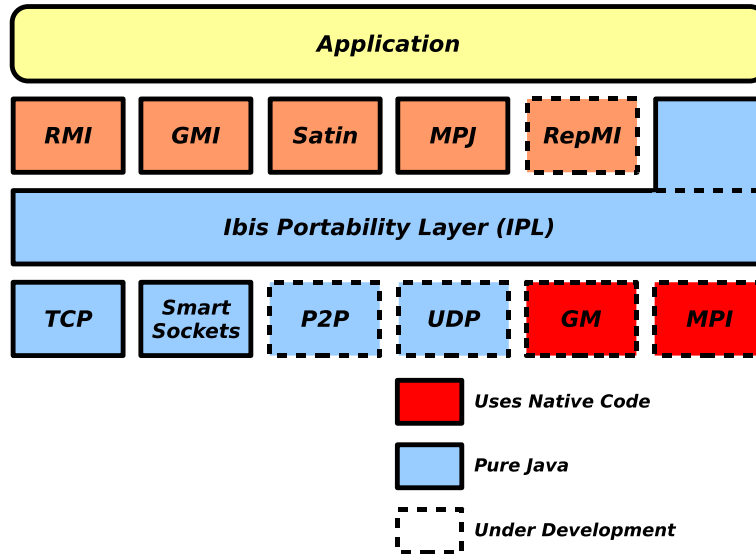 Application
RMI
GMI
Satin
MPJ
RepMI
Ibis Portability Layer (IPL)
TCP
Smart
Sockets
P2P
UDP
GM
MPI
Uses Native Code
Pure Java
Under Development